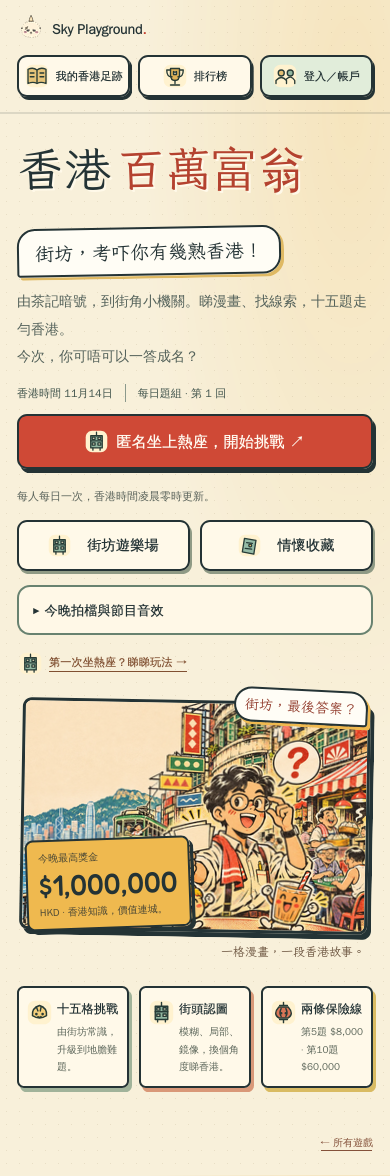 Sky Playground.
我的香港足跡
排行榜
登入／帳戶
香港百萬富翁
街坊，考吓你有幾熟香港！
由茶記暗號，到街角小機關。睇漫畫、找線索，十五題走
勻香港。
今次，你可唔可以一答成名？
香港時間 11月14日
每日題組 · 第 1 回
匿名坐上熱座，開始挑戰 ↗
每人每日一次，香港時間凌晨零時更新。
街坊遊樂場
情懷收藏
▸ 今晚拍檔與節目音效
第一次坐熱座？睇睇玩法 →
街坊，最後答案？
?
今晚最高獎金
$1,000,000
HKD · 香港知識，價值連城。
一格漫畫，一段香港故事。
十五格挑戰
由街坊常識，
升級到地膽難
題。
街頭認圖
模糊、局部、
鏡像，換個角
度睇香港。
兩條保險線
第5題 $8,000
· 第10題
$60,000
← 所有遊戲